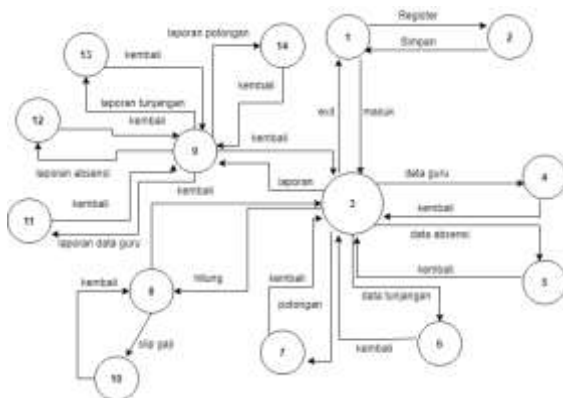 Register
1
2
Simpan
laporan potongan
13
kembali
14
kembali
exit
masuk
laporan tunjangan
12
kembali
9
kembali
laporan absensi
kembali
laporan
data guru
4
kembali
3
kembali
data absensi
11
laporan data guru
kembali
5
kembali
hitung
kembali
8
potongan
data tunjangan
slip gaji
7
kembali
6
10